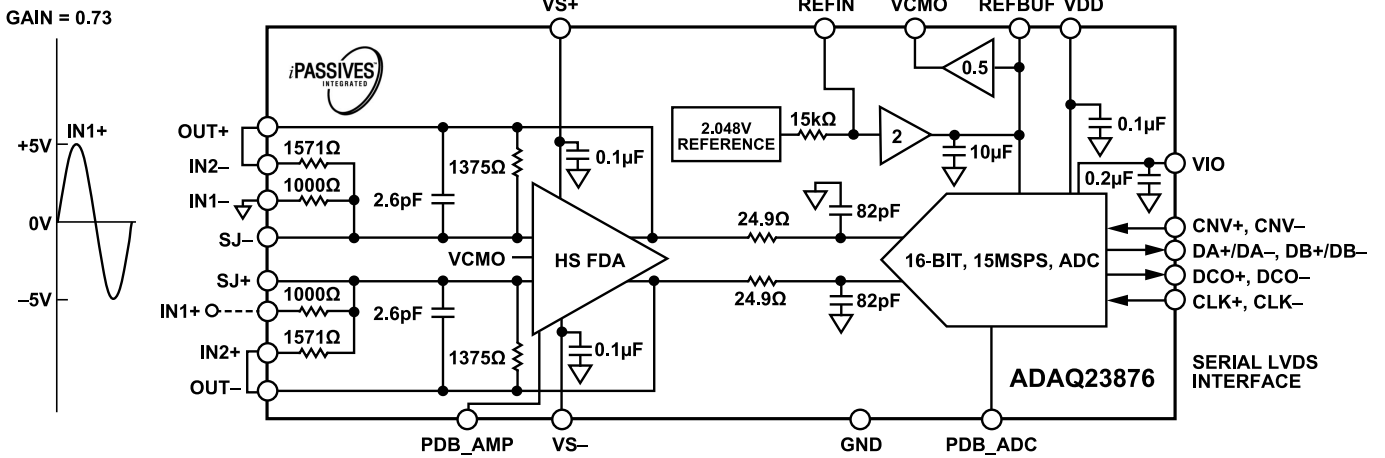 GAIN = 0.73
VS+
REFIN
VCMO
REFBUF
VDD
iPASSIVES
INTEGRATED
0.5
IN1+
OUT+
+5V
1571Ω
IN2–
1000Ω
IN1–
0V
SJ–
2.6pF
1375Ω
0.1µF
2.048V
REFERENCE
15kΩ
2
10µF
0.1µF
VIO
0.2µF
24.9Ω
82pF
CNV+, CNV–
VCMO
HS FDA
16-BIT, 15MSPS, ADC
DA+/DA–, DB+/DB–
DCO+, DCO–
CLK+, CLK–
SJ+
1000Ω
–5V
IN1+
2.6pF
24.9Ω
82pF
1571Ω
IN2+
1375Ω
0.1µF
OUT–
ADAQ23876
SERIAL LVDS
INTERFACE
PDB_AMP
VS–
GND
PDB_ADC